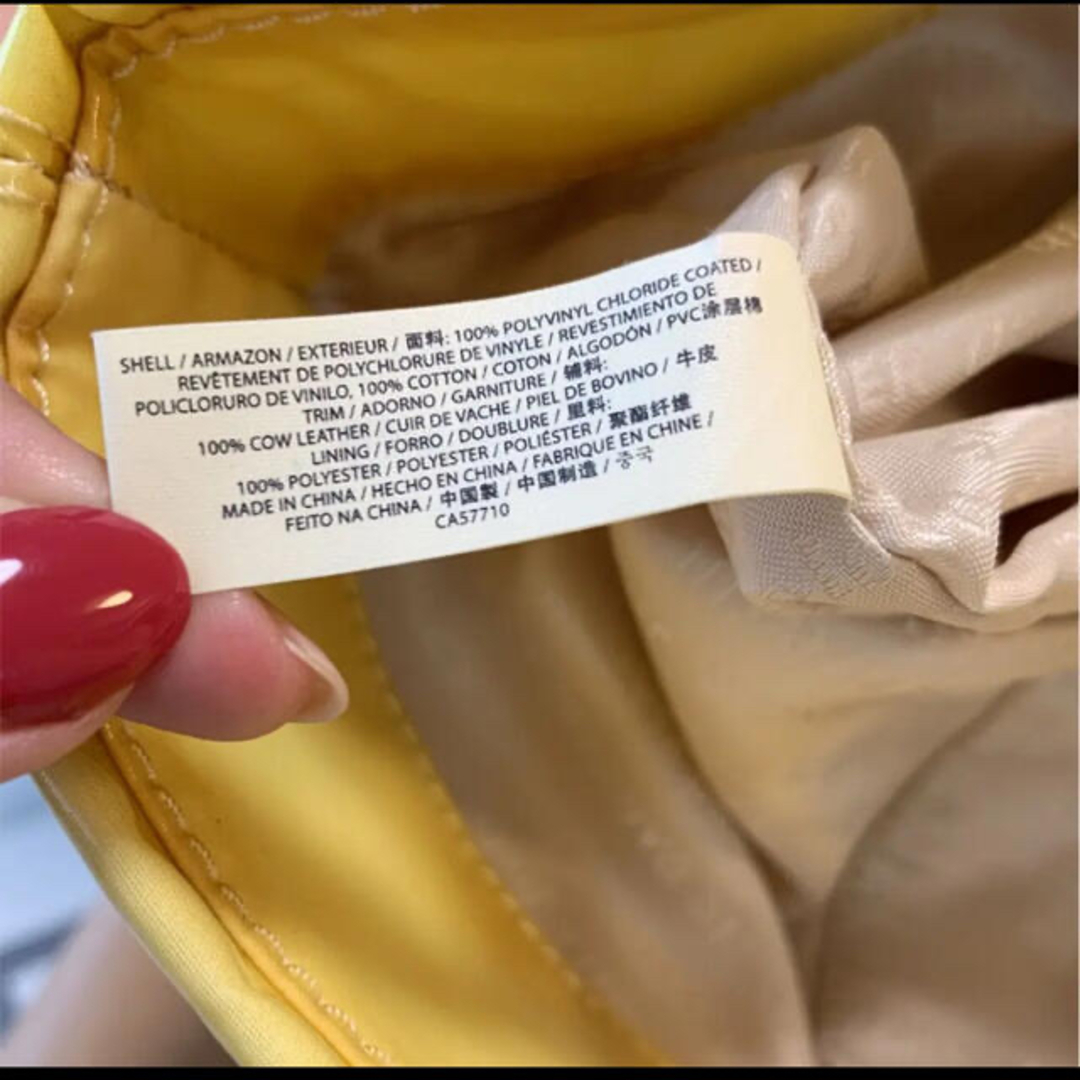 SHELL / ARMAZON / EXTERIEUR / 面料: 100% POLYVINYL CHLORIDE COATED /
REVÊTEMENT DE POLYCHLORURE DE VINYLE / REVESTIMIENTO DE
POLICLORURO DE VINILO, 100% COTTON / COTON / ALGODÓN / PVC涂层棉
TRIM / ADORNO / GARNITURE / 辅料:
100% COW LEATHER / CUIR DE VACHE / PIEL DE BOVINO / 牛皮
LINING / FORRO / DOUBLURE / 里料:
100% POLYESTER / POLYESTER / POLIÉSTER / 聚酯纤维
MADE IN CHINA / HECHO EN CHINA / FABRIQUE EN CHINE /
FEITO NA CHINA / 中国製 / 中国制造 / 중국
CA57710